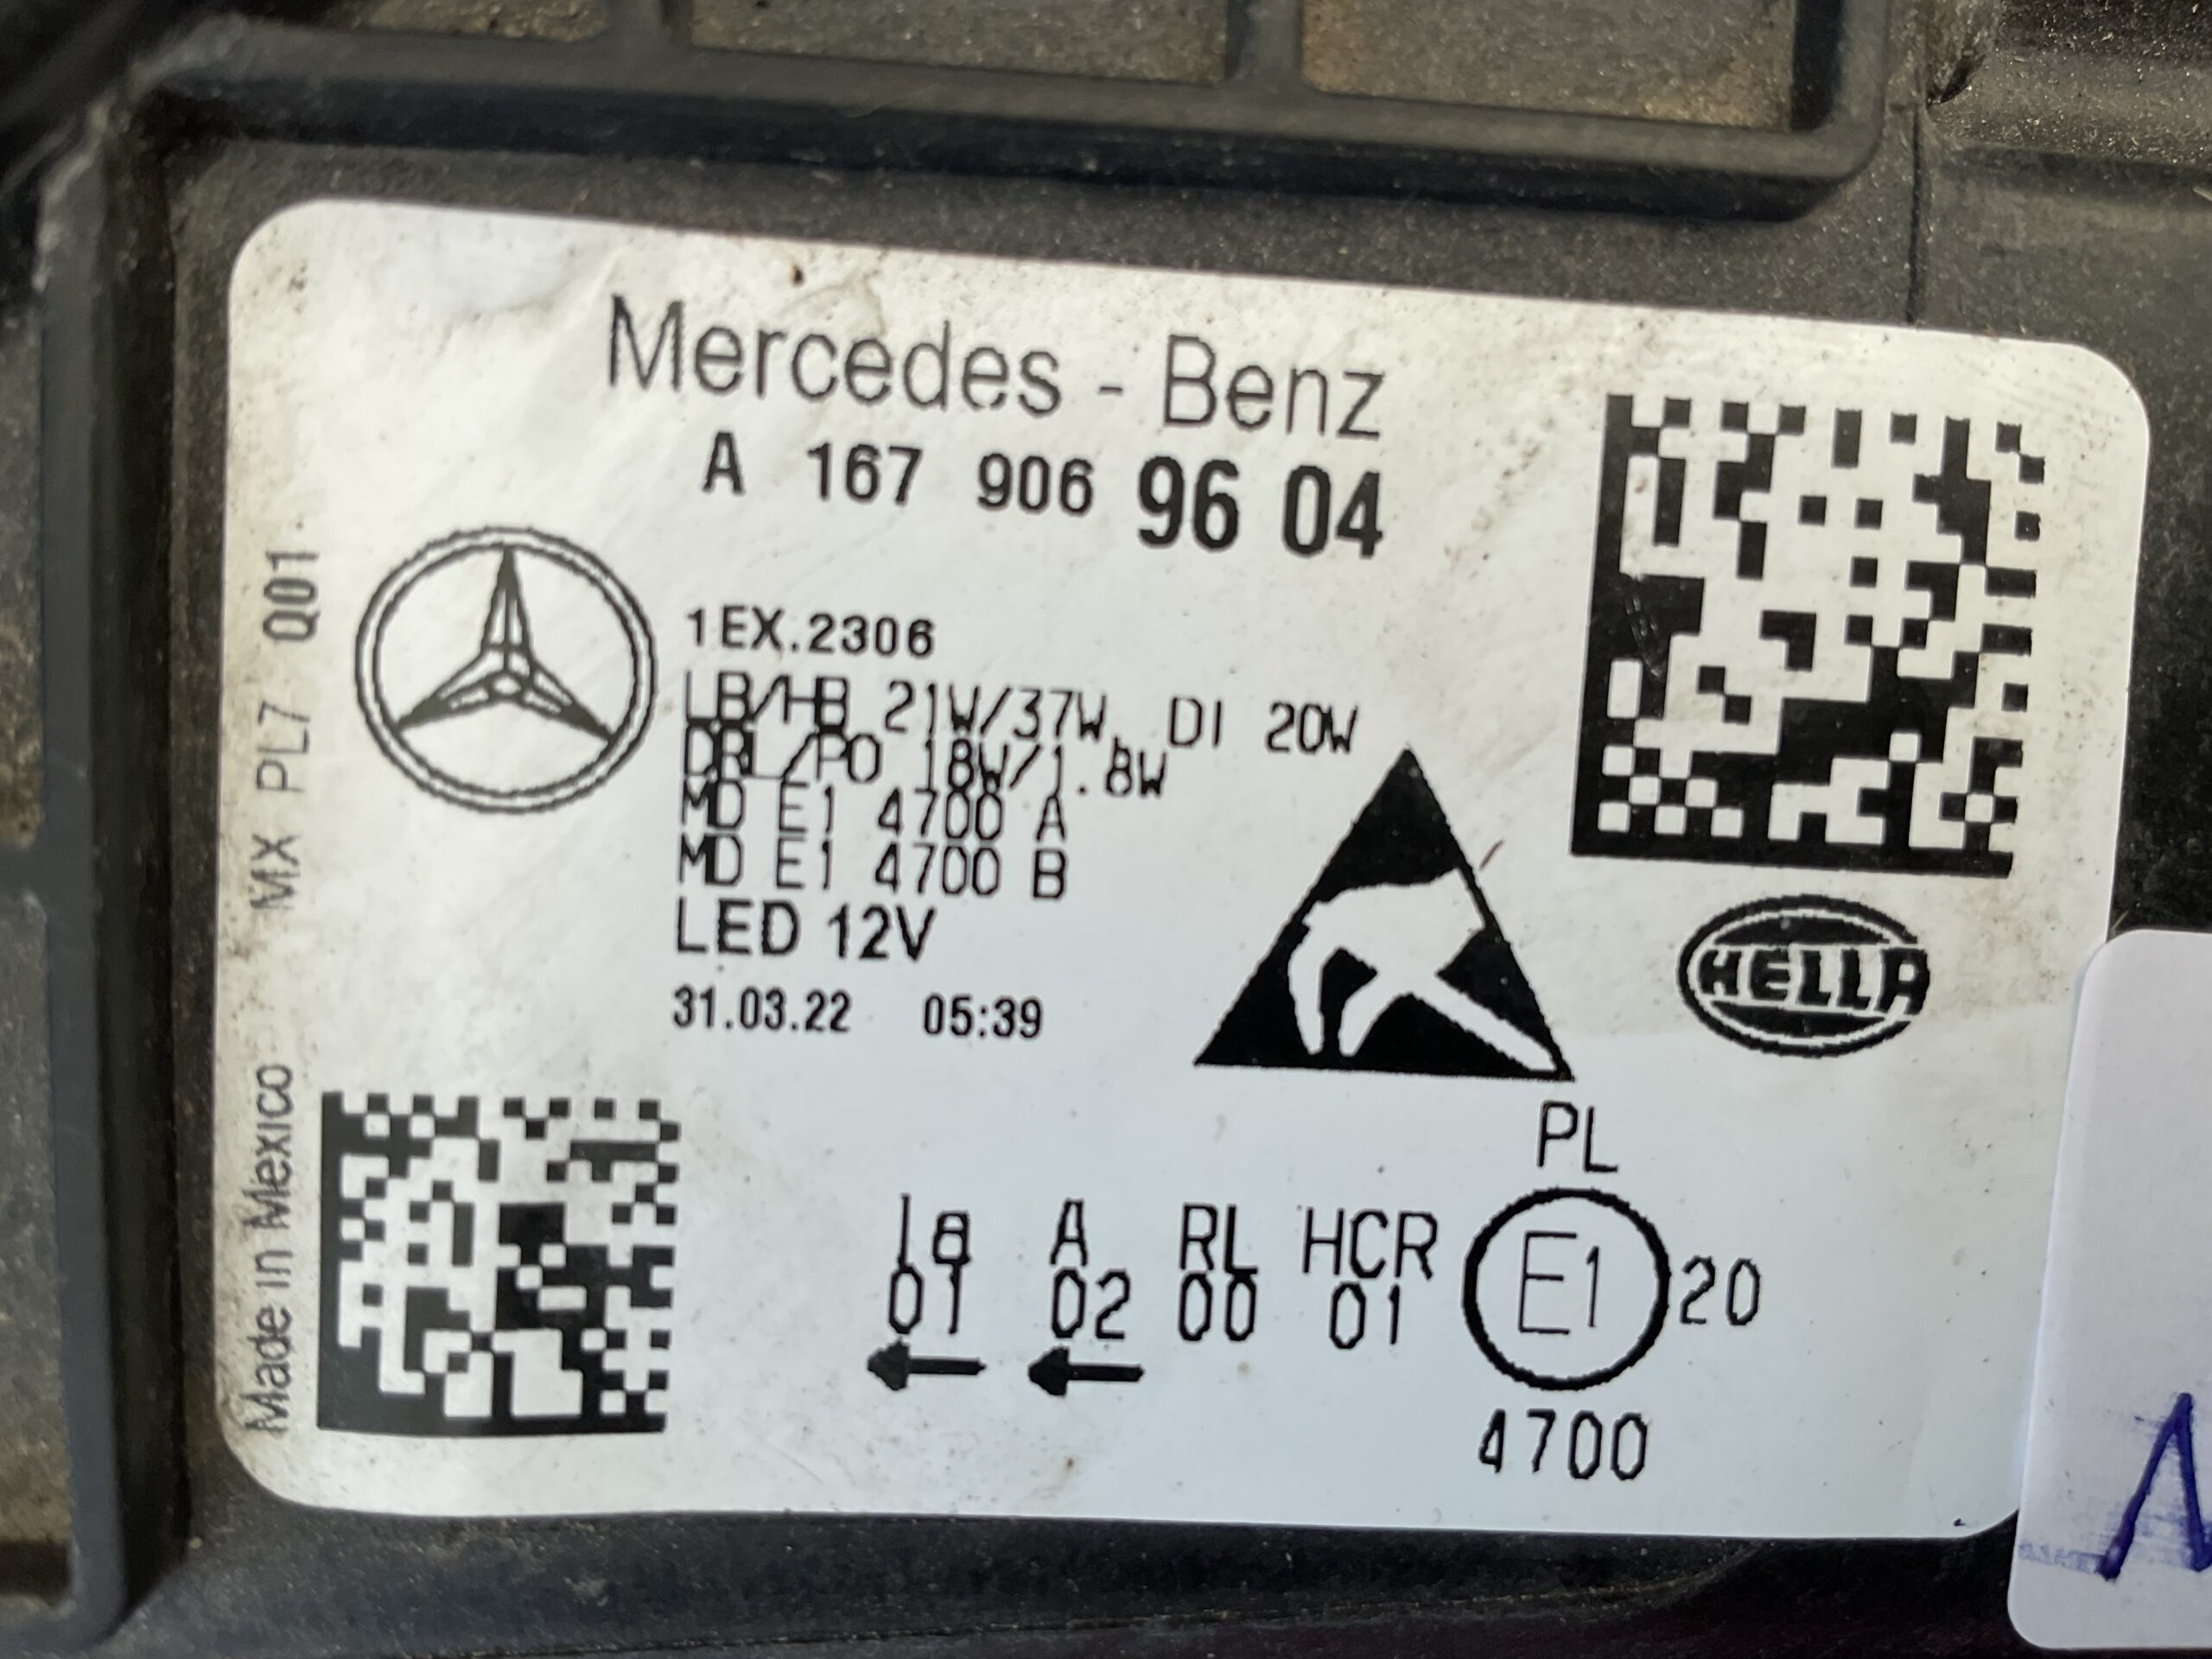 Mercedes - Benz
A 167 906 96 04
1EX.2306
LB/HB 21W/37W, DI 20W
DRL/PO 18W/1.8W
MD E1 4700 A
MD E1 4700 B
LED 12V
31.03.22 05:39
Made in Mexico MX PL7 Q01
HELLA
PL
1a A RL HCR E1 20
01 02 00 01
4700